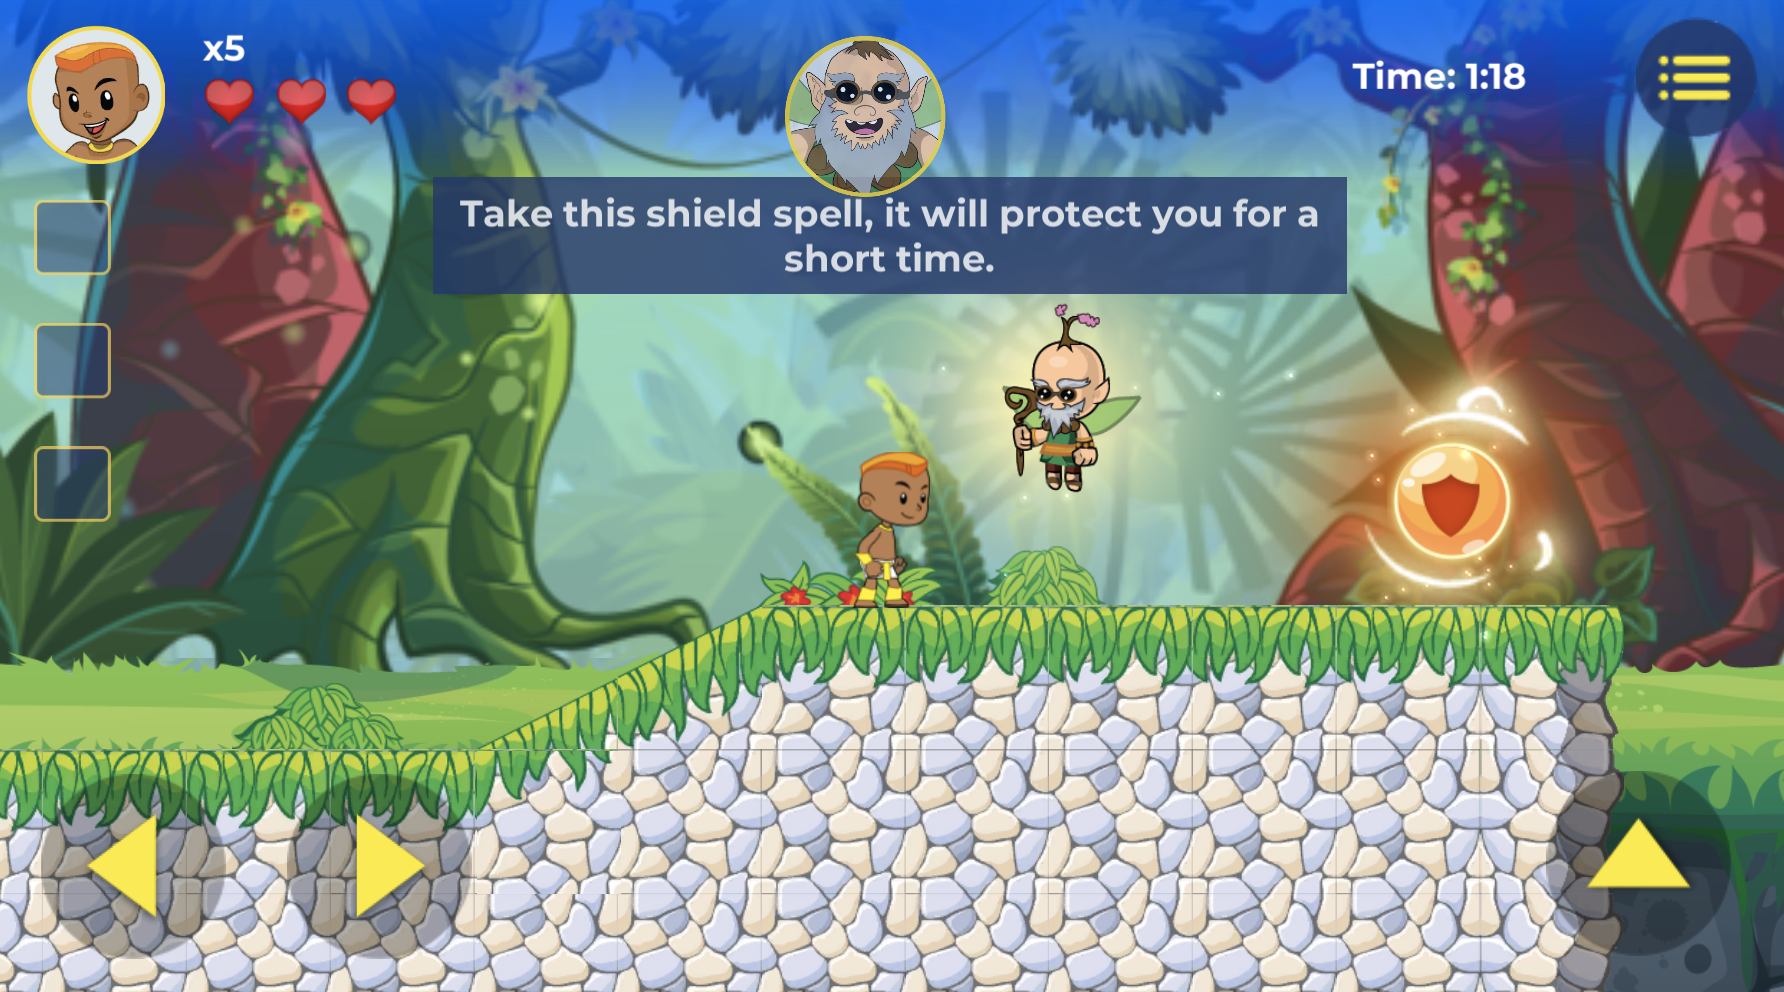 x5
Time: 1:18
Take this shield spell, it will protect you for a
short time.